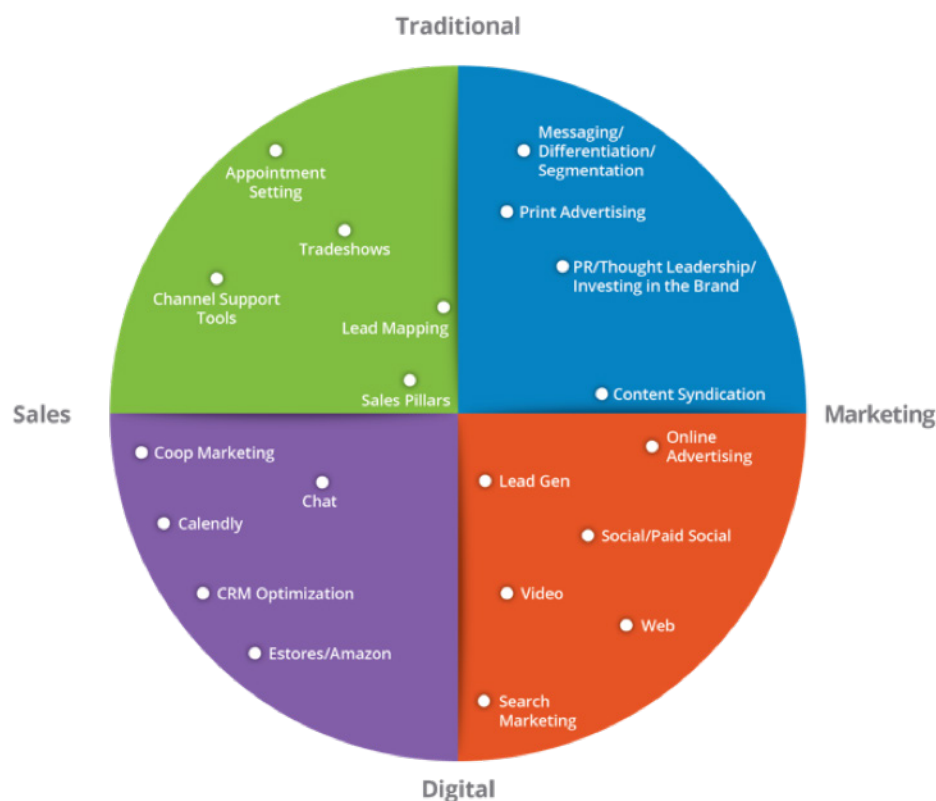 Traditional
Messaging/
Differentiation/
Segmentation
Appointment
Setting
Print Advertising
Tradeshows
PR/Thought Leadership/
Investing in the Brand
Channel Support
Tools
Lead Mapping
Sales Pillars
Content Syndication
Sales
Marketing
Online
Advertising
Coop Marketing
Lead Gen
Chat
Calendly
Social/Paid Social
CRM Optimization
Video
Web
Estores/Amazon
Search
Marketing
Digital